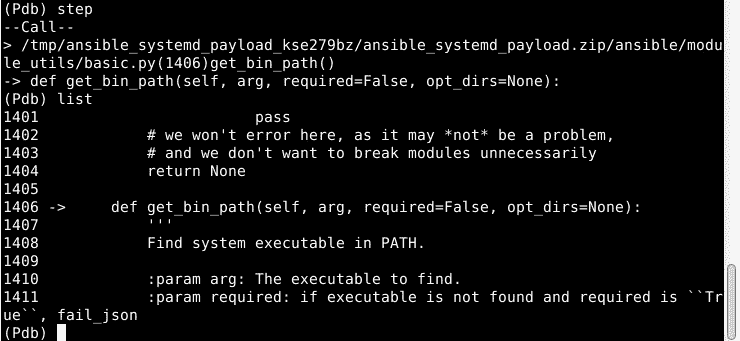 (Pdb) step
--Call--
> /tmp/ansible_systemd_payload_kse279bz/ansible_systemd_payload.zip/ansible/modu
le_utils/basic.py(1406)get_bin_path()
-> def get_bin_path(self, arg, required=False, opt_dirs=None):
(Pdb) list
1401                        pass
1402            # we won't error here, as it may *not* be a problem,
1403            # and we don't want to break modules unnecessarily
1404            return None
1405
1406 ->     def get_bin_path(self, arg, required=False, opt_dirs=None):
1407            '''
1408            Find system executable in PATH.
1409
1410            :param arg: The executable to find.
1411            :param required: if executable is not found and required is ``Tr
ue``, fail_json
(Pdb)